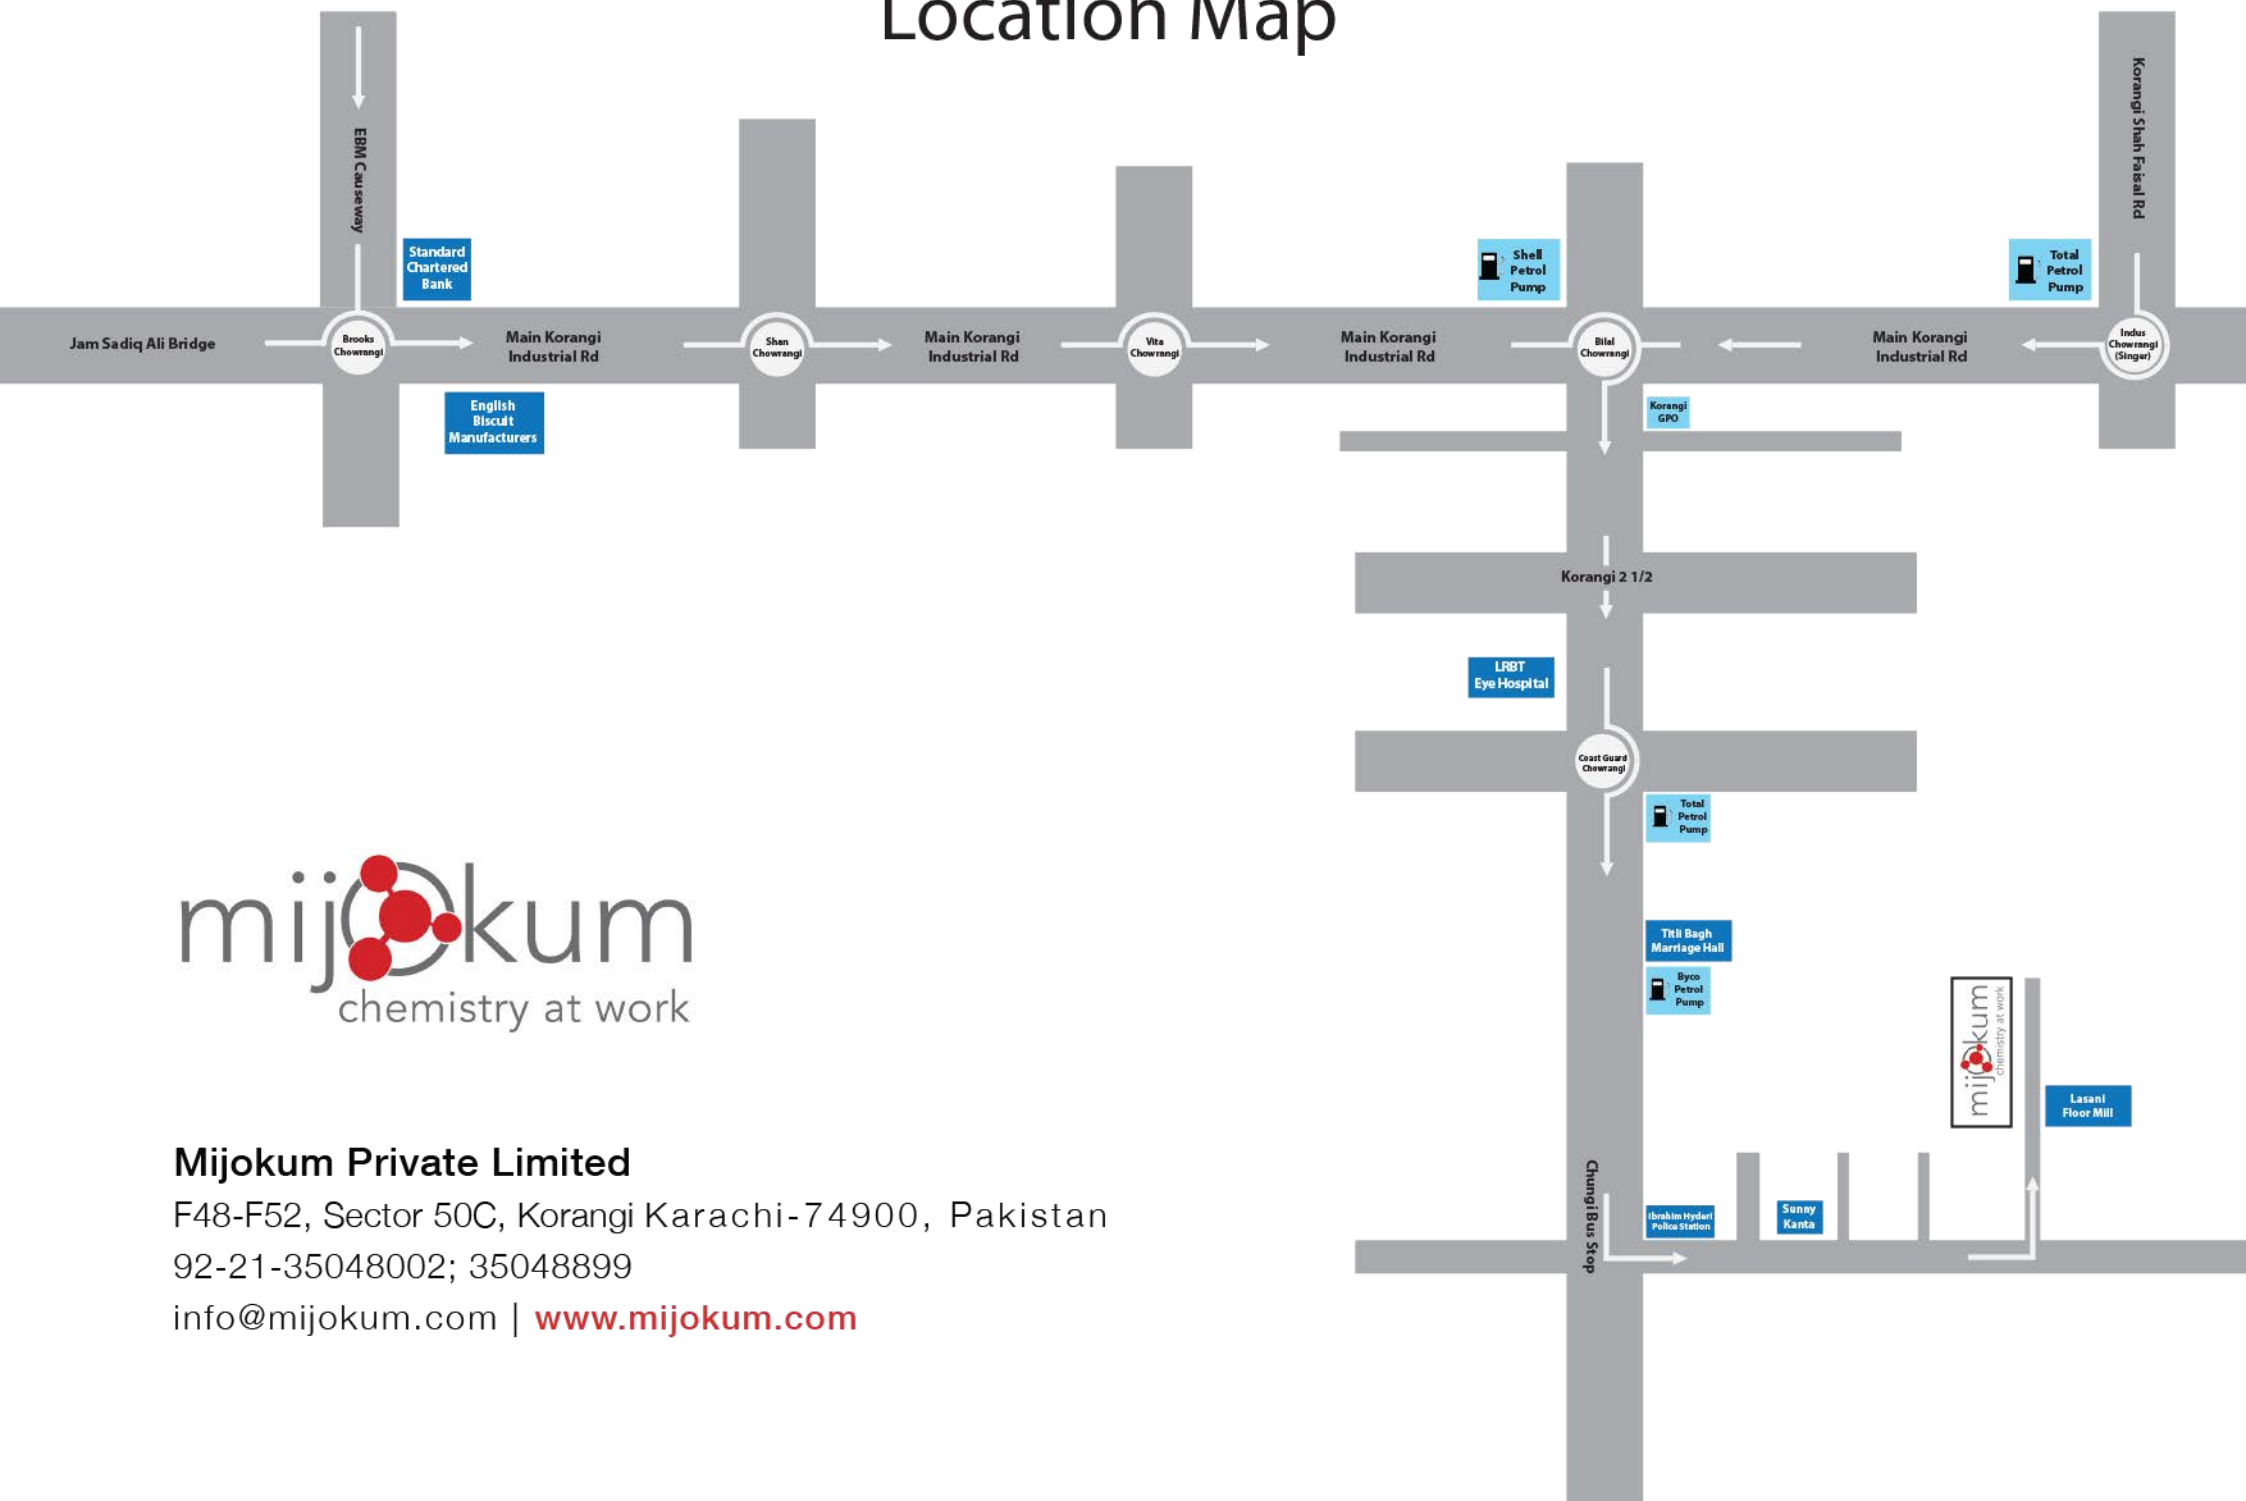 Location Map
EBM Causeway
Korangi Shah Faisal Rd
Standard
Chartered
Bank
Shell
Petrol
Pump
Total
Petrol
Pump
Jam Sadiq Ali Bridge
Brooks
Chowrangi
Main Korangi
Industrial Rd
Shan
Chowrangi
Main Korangi
Industrial Rd
Vita
Chowrangi
Main Korangi
Industrial Rd
Bilal
Chowrangi
Main Korangi
Industrial Rd
Indus
Chowrangi
(Singer)
English
Biscuit
Manufacturers
Korangi
GPO
Korangi 2 1/2
LRBT
Eye Hospital
Coast Guard
Chowrangi
Total
Petrol
Pump
Titli Bagh
Marriage Hall
Byco
Petrol
Pump
mijokum
chemistry at work
mijokum
chemistry at work
Lasani
Floor Mill
Chungi Bus Stop
Ibrahim Hyderi
Police Station
Sunny
Kanta
Mijokum Private Limited
F48-F52, Sector 50C, Korangi Karachi-74900, Pakistan
92-21-35048002; 35048899
info@mijokum.com | www.mijokum.com